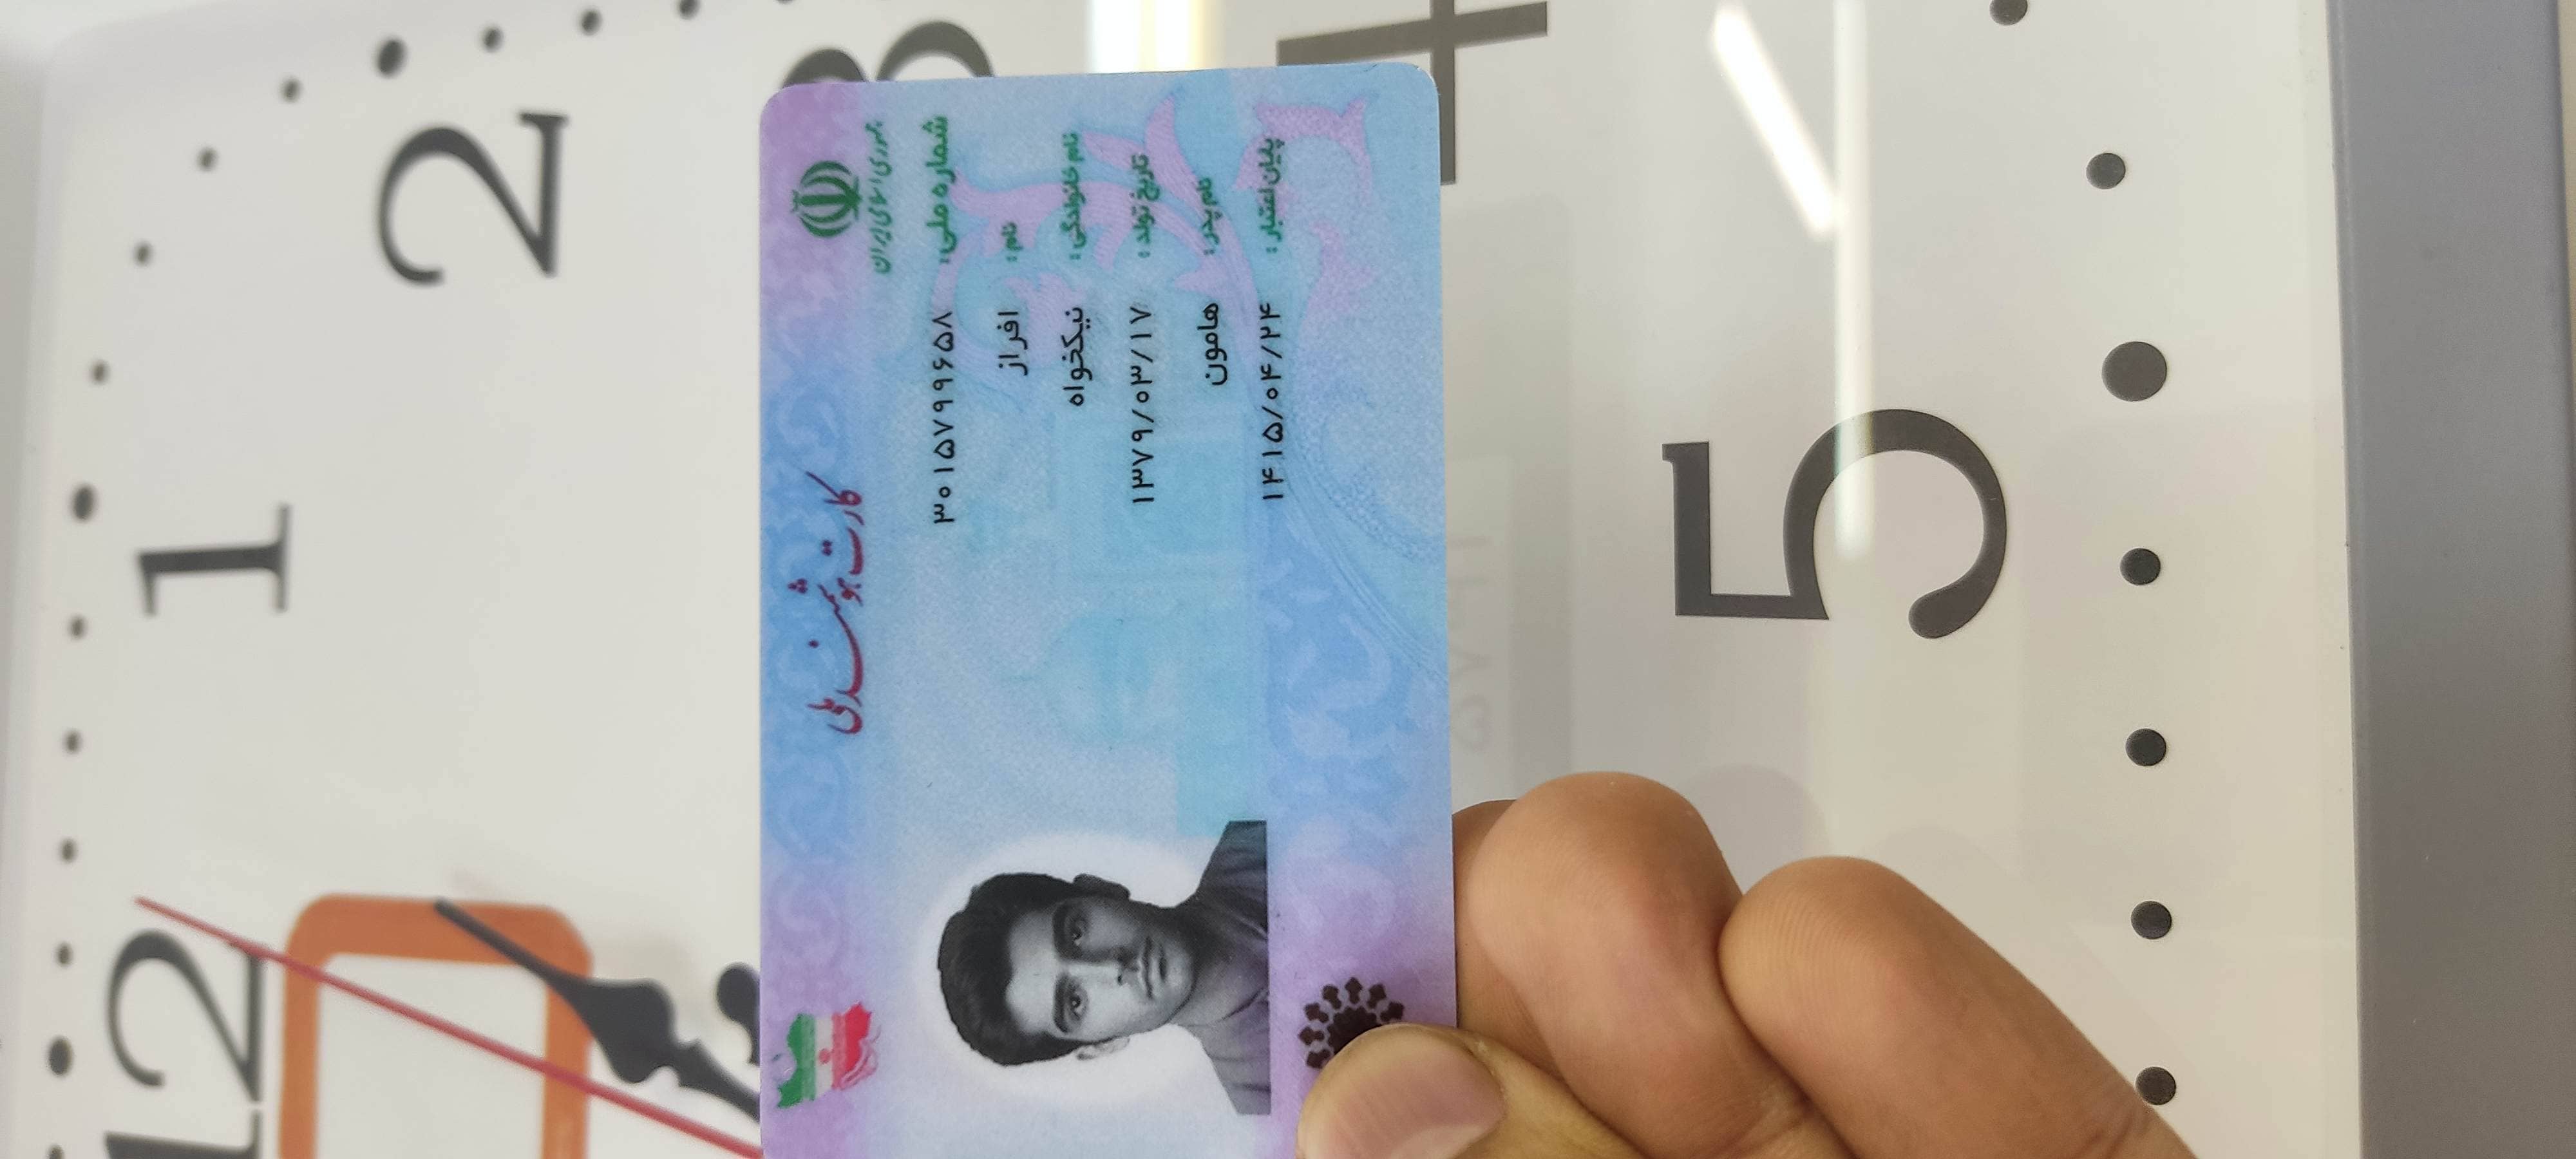 جمهوری اسلامی ایران
کارت هوشمند ملی
شماره ملی: ۳۰۱۵۷۹۹۶۵۸
نام: افراز
نام خانوادگی: نیکخواه
تاریخ تولد: ۱۳۷۹/۰۳/۱۷
نام پدر: هامون
پایان اعتبار: ۱۴۱۵/۰۴/۲۴
12
1
2
3
4
5